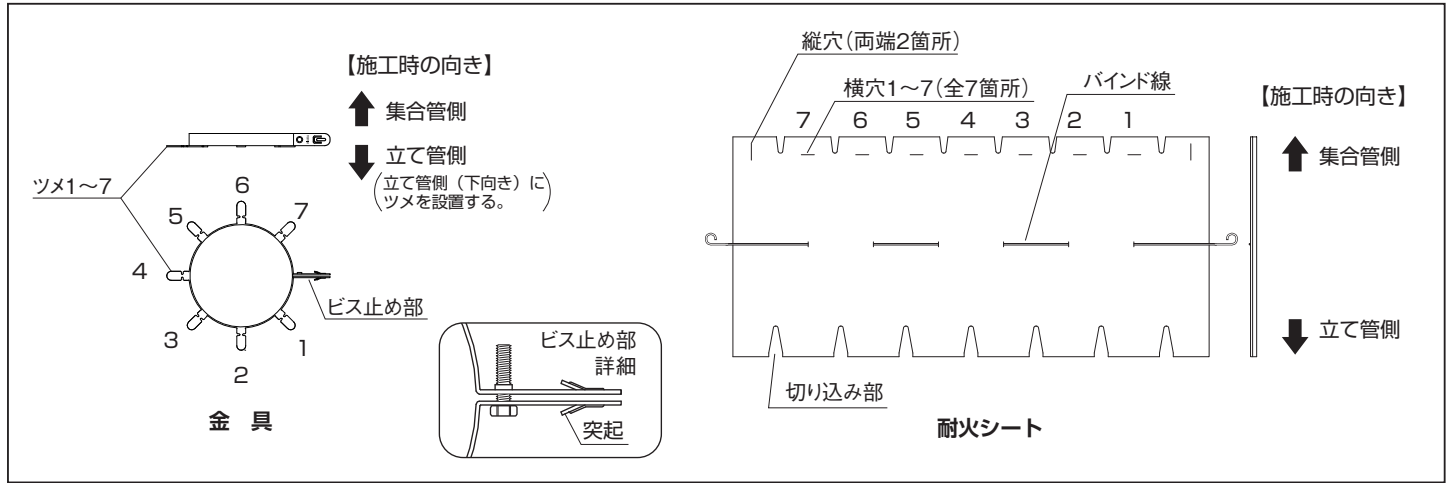 【施工時の向き】
集合管側
立て管側
(立て管側（下向き）に
ツメを設置する。)
ツメ1～7
6
5
7
4
3
1
2
ビス止め部
金 具
ビス止め部
詳細
突起
縦穴（両端2箇所）
横穴1～7（全7箇所）
バインド線
7 6 5 4 3 2 1
切り込み部
耐火シート
【施工時の向き】
集合管側
立て管側